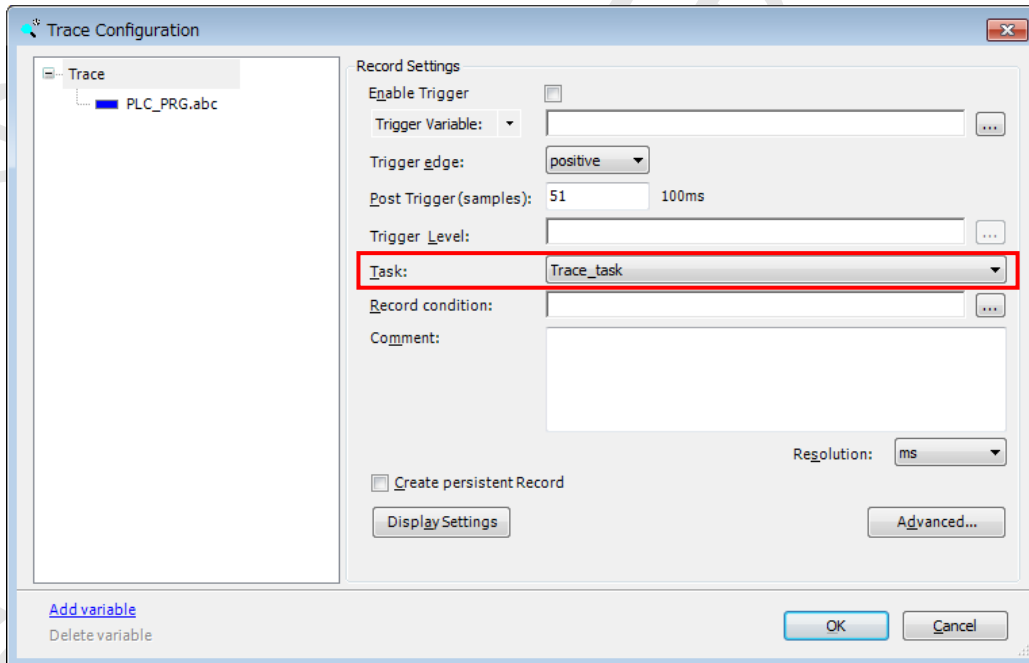 Trace Configuration
Trace
PLC_PRG.abc
Record Settings
Enable Trigger
Trigger Variable:
...
Trigger edge: positive
Post Trigger (samples): 51 100ms
Trigger Level:
...
Task: Trace_task
Record condition:
...
Comment:
Resolution: ms
Create persistent Record
Display Settings
Advanced...
Add variable
Delete variable
OK
Cancel